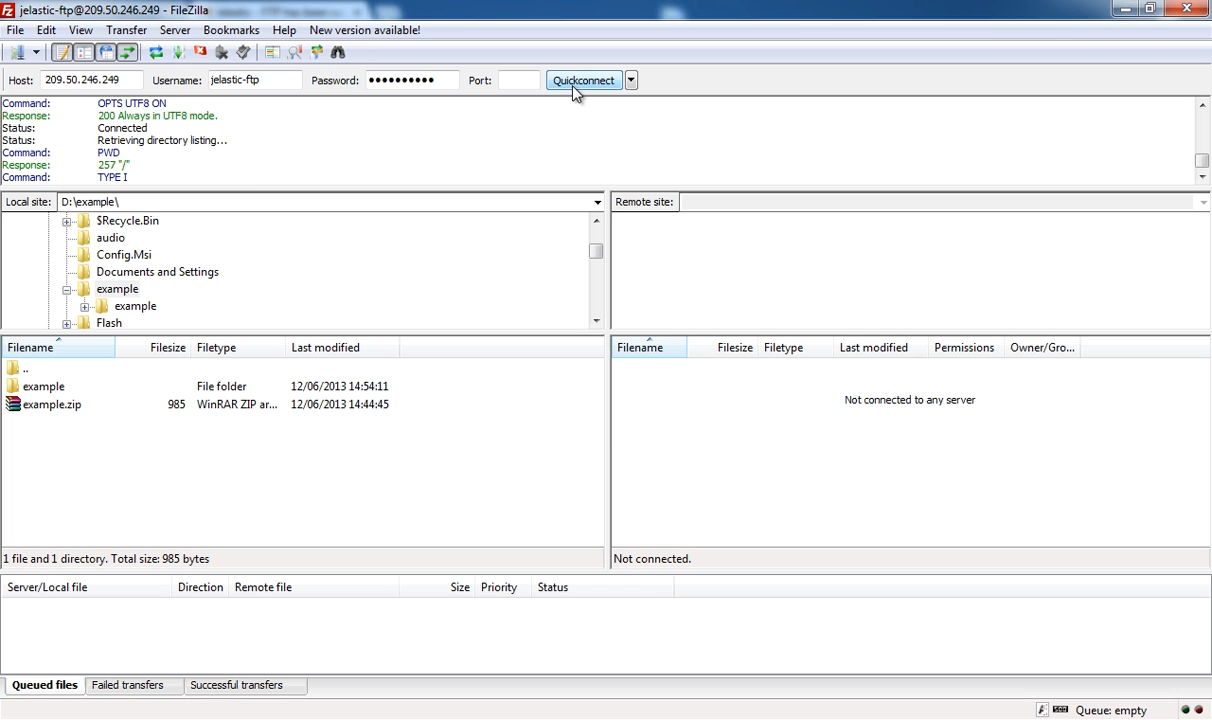 jelastic-ftp@209.50.246.249 - FileZilla
File Edit View Transfer Server Bookmarks Help New version available!
Host: 209.50.246.249 Username: jelastic-ftp Password: ●●●●●●●●●● Port: Quickconnect
Command: OPTS UTF8 ON
Response: 200 Always in UTF8 mode.
Status: Connected
Status: Retrieving directory listing...
Command: PWD
Response: 257 "/"
Command: TYPE I
Local site: D:\example\
Remote site:
$Recycle.Bin
audio
Config.Msi
Documents and Settings
example
example
Flash
Filename Filesize Filetype Last modified
Filename Filesize Filetype Last modified Permissions Owner/Gro...
..
example File folder 12/06/2013 14:54:11
example.zip 985 WinRAR ZIP ar... 12/06/2013 14:44:45
Not connected to any server
1 file and 1 directory. Total size: 985 bytes
Not connected.
Server/Local file Direction Remote file Size Priority Status
Queued files Failed transfers Successful transfers
Queue: empty